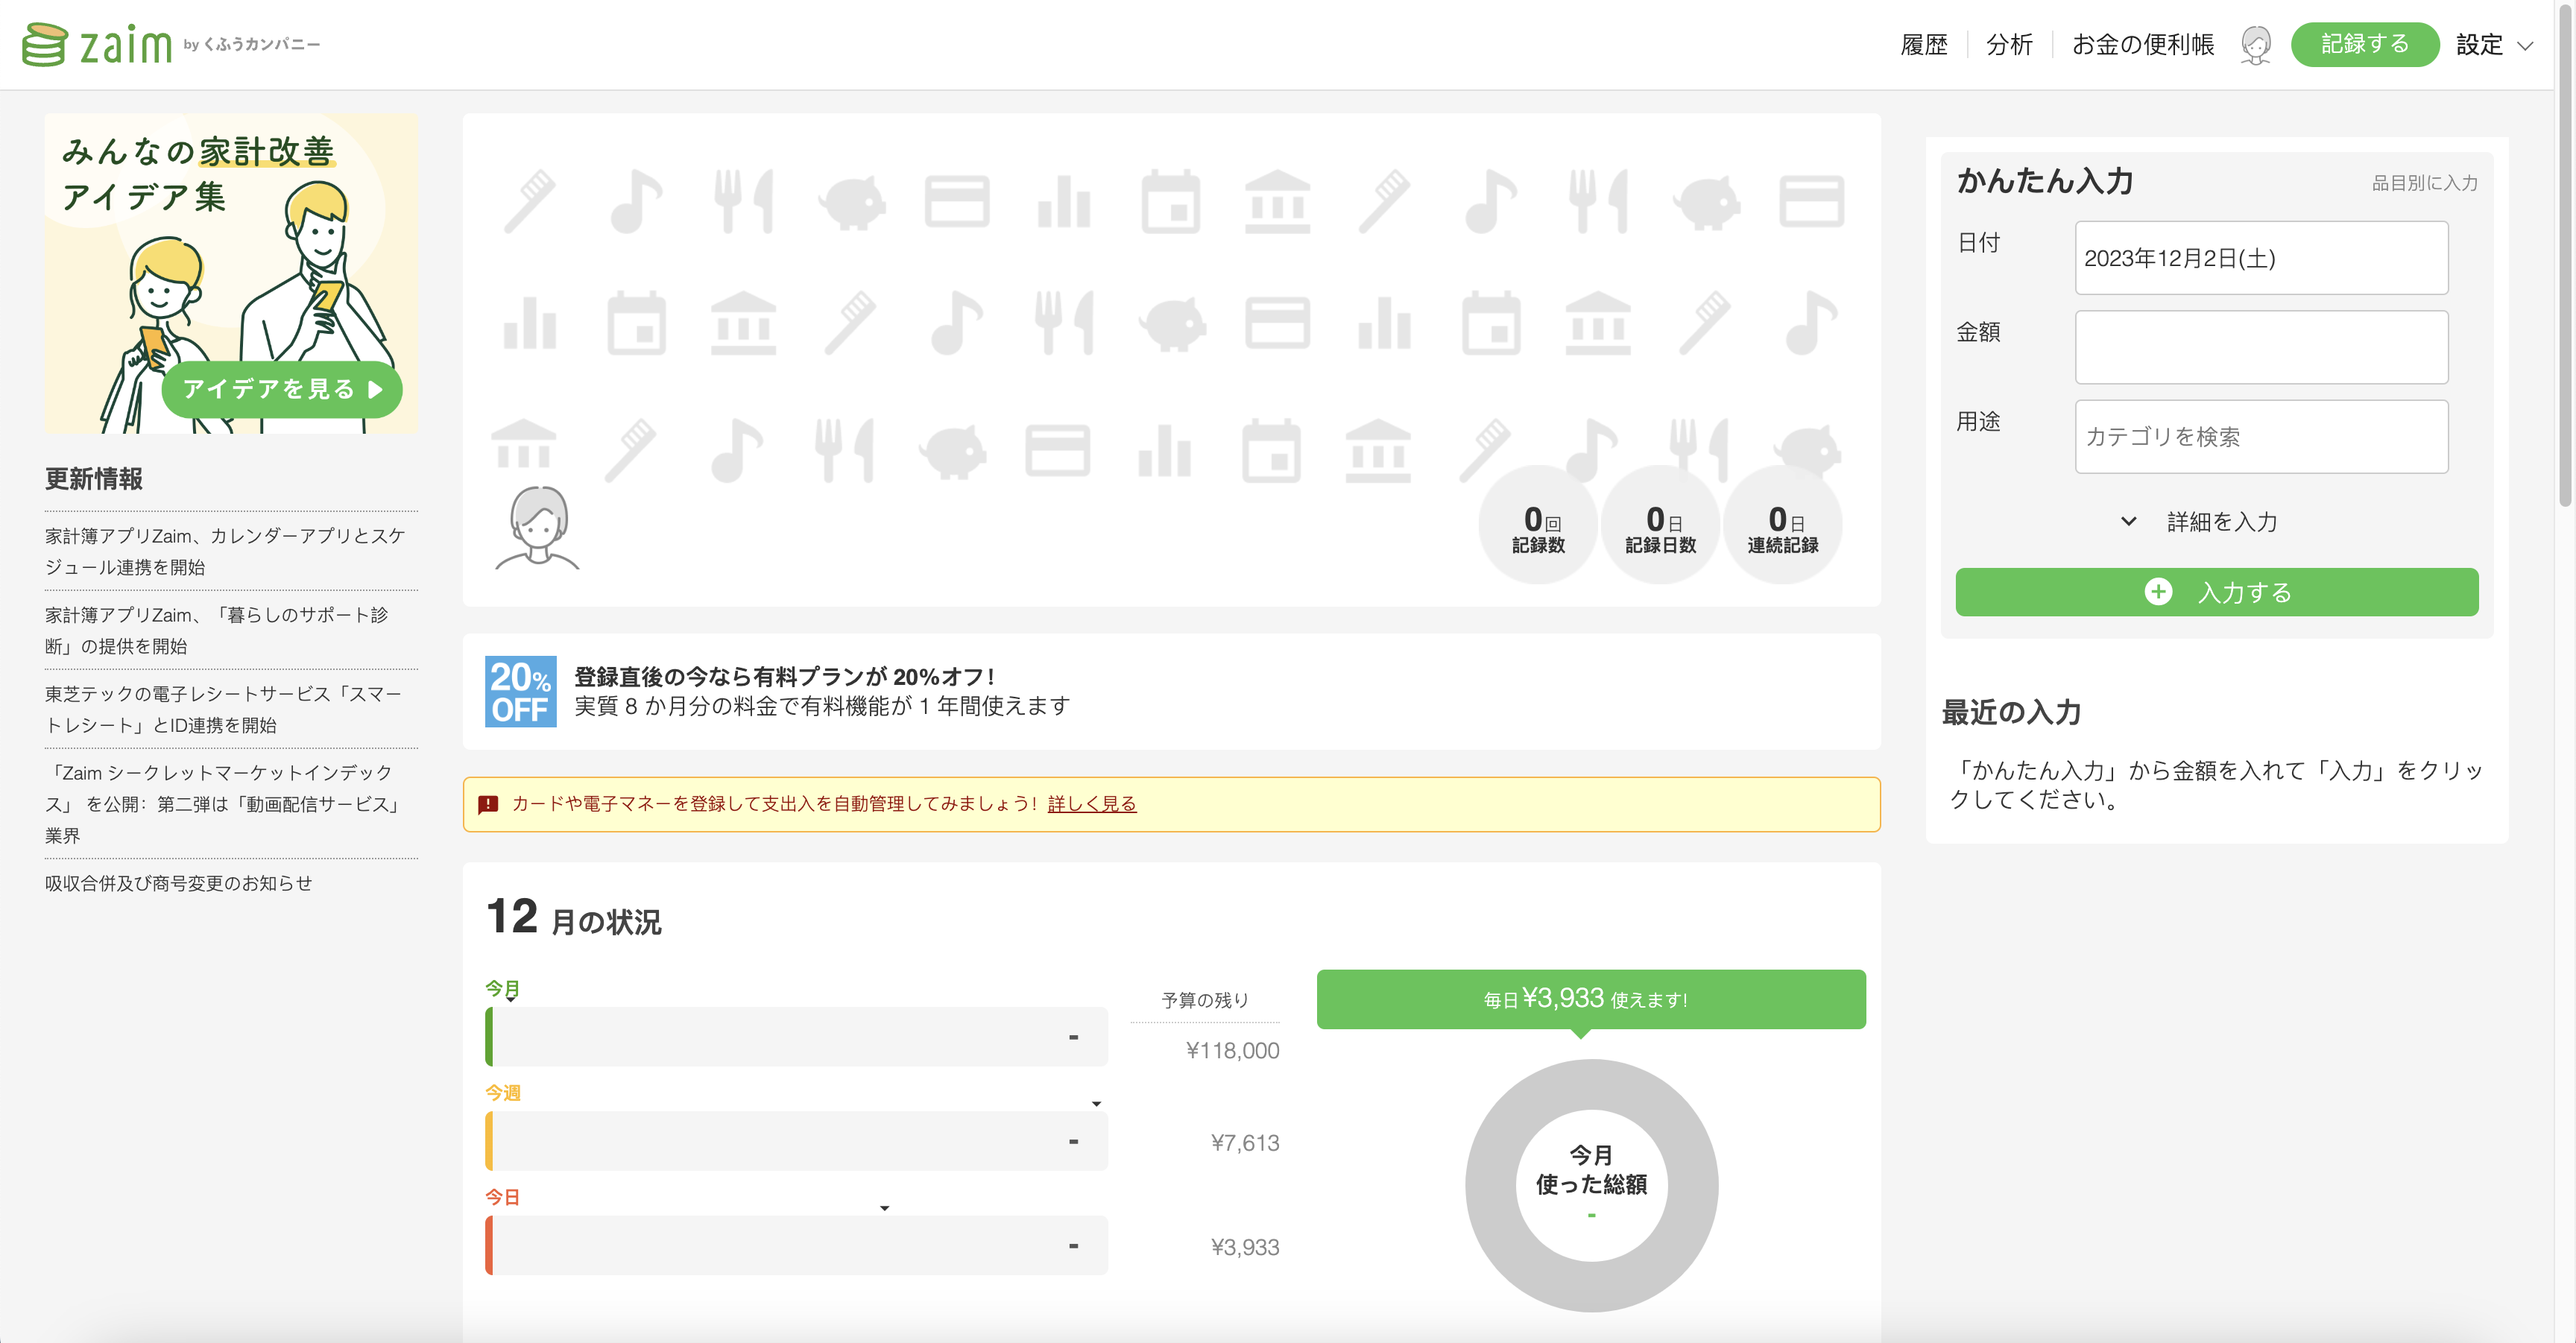 zaim by くふうカンパニー
履歴
分析
お金の便利帳
記録する
設定
みんなの家計改善
アイデア集
アイデアを見る
更新情報
家計簿アプリZaim、カレンダーアプリとスケ
ジュール連携を開始
家計簿アプリZaim、「暮らしのサポート診
断」の提供を開始
東芝テックの電子レシートサービス「スマー
トレシート」とID連携を開始
「Zaim シークレットマーケットインデック
ス」 を公開：第二弾は「動画配信サービス」
業界
吸収合併及び商号変更のお知らせ
0回
記録数
0日
記録日数
0日
連続記録
20%
OFF
登録直後の今なら有料プランが 20%オフ！
実質 8 か月分の料金で有料機能が 1 年間使えます
カードや電子マネーを登録して支出入を自動管理してみましょう！ 詳しく見る
12 月の状況
今月
-
今週
-
今日
-
予算の残り
¥118,000
¥7,613
¥3,933
毎日¥3,933 使えます!
今月
使った総額
-
かんたん入力
品目別に入力
日付
2023年12月2日(土)
金額
用途
カテゴリを検索
詳細を入力
入力する
最近の入力
「かんたん入力」から金額を入れて「入力」をクリッ
クしてください。